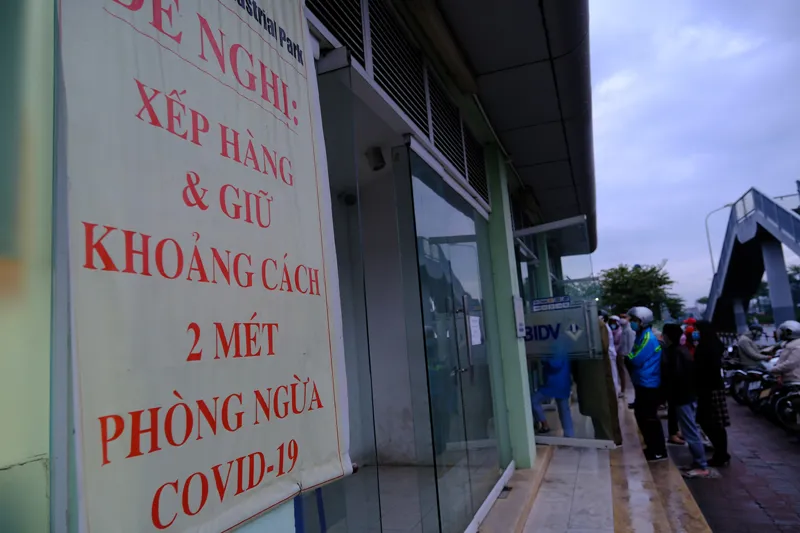 Industrial Park
ĐỀ NGHỊ:
XẾP HÀNG
& GIỮ
KHOẢNG CÁCH
2 MÉT
PHÒNG NGỪA
COVID-19
BIDV